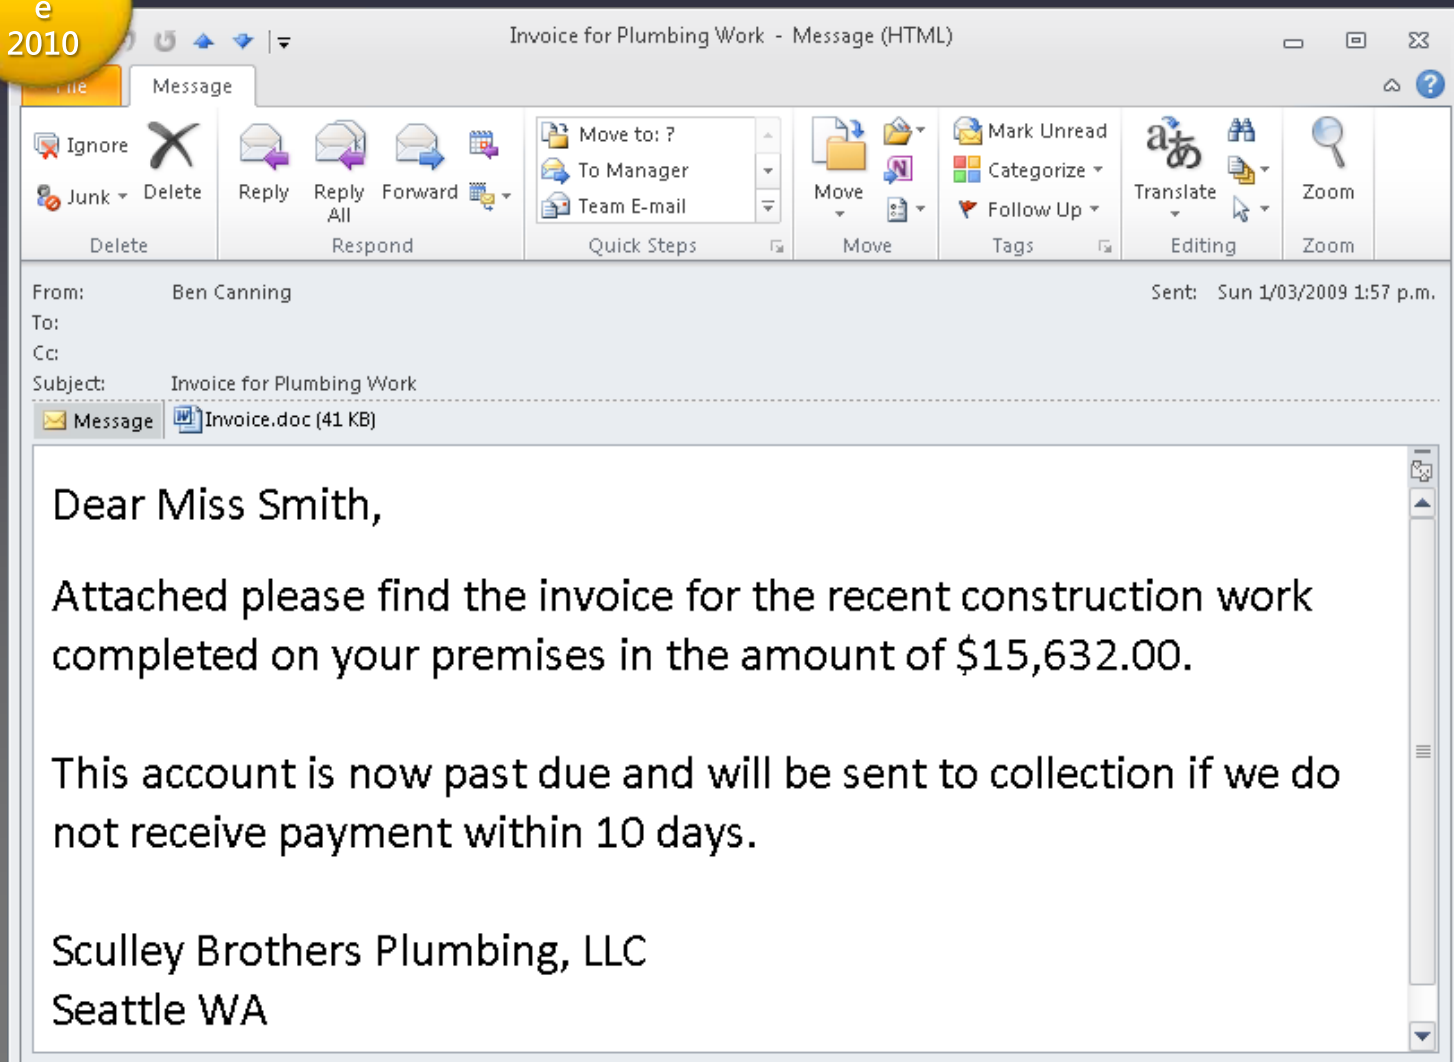 e
2010
Invoice for Plumbing Work - Message (HTML)
File Message
Ignore
Junk
Delete
Delete
Reply
Reply All
Forward
Respond
Move to: ?
To Manager
Team E-mail
Quick Steps
Move
Move
Mark Unread
Categorize
Follow Up
Tags
Translate
Editing
Zoom
Zoom
From: Ben Canning Sent: Sun 1/03/2009 1:57 p.m.
To:
Cc:
Subject: Invoice for Plumbing Work
Message Invoice.doc (41 KB)
Dear Miss Smith,
Attached please find the invoice for the recent construction work
completed on your premises in the amount of $15,632.00.
This account is now past due and will be sent to collection if we do
not receive payment within 10 days.
Sculley Brothers Plumbing, LLC
Seattle WA